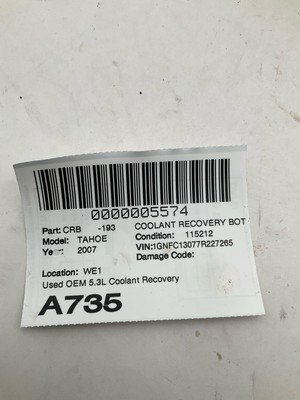 0000005574
Part: CRB -193 COOLANT RECOVERY BOT
Model: TAHOE Condition: 115212
Year: 2007 VIN:1GNFC13077R227265
Damage Code:
Location: WE1
Used OEM 5.3L Coolant Recovery
A735